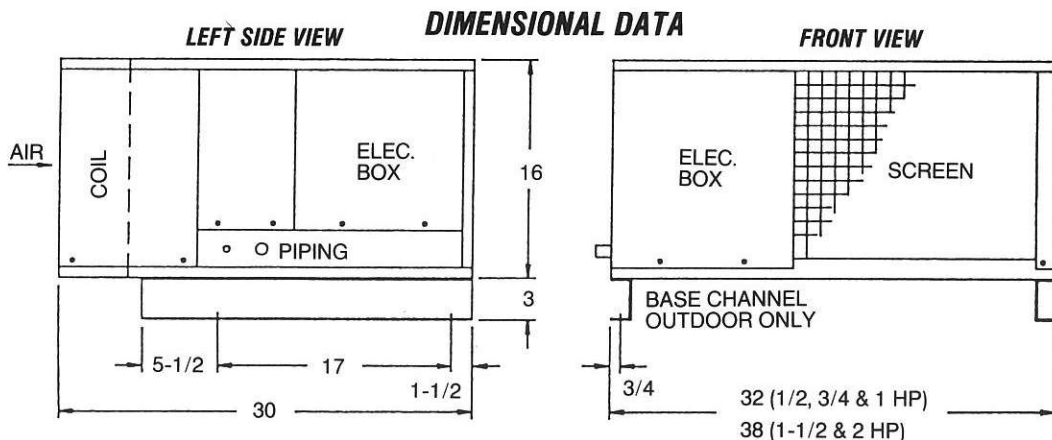 DIMENSIONAL DATA
LEFT SIDE VIEW
AIR
COIL
ELEC.
BOX
PIPING
16
3
5-1/2
17
1-1/2
30
FRONT VIEW
ELEC.
BOX
SCREEN
BASE CHANNEL
OUTDOOR ONLY
3/4
32 (1/2, 3/4 & 1 HP)
38 (1-1/2 & 2 HP)